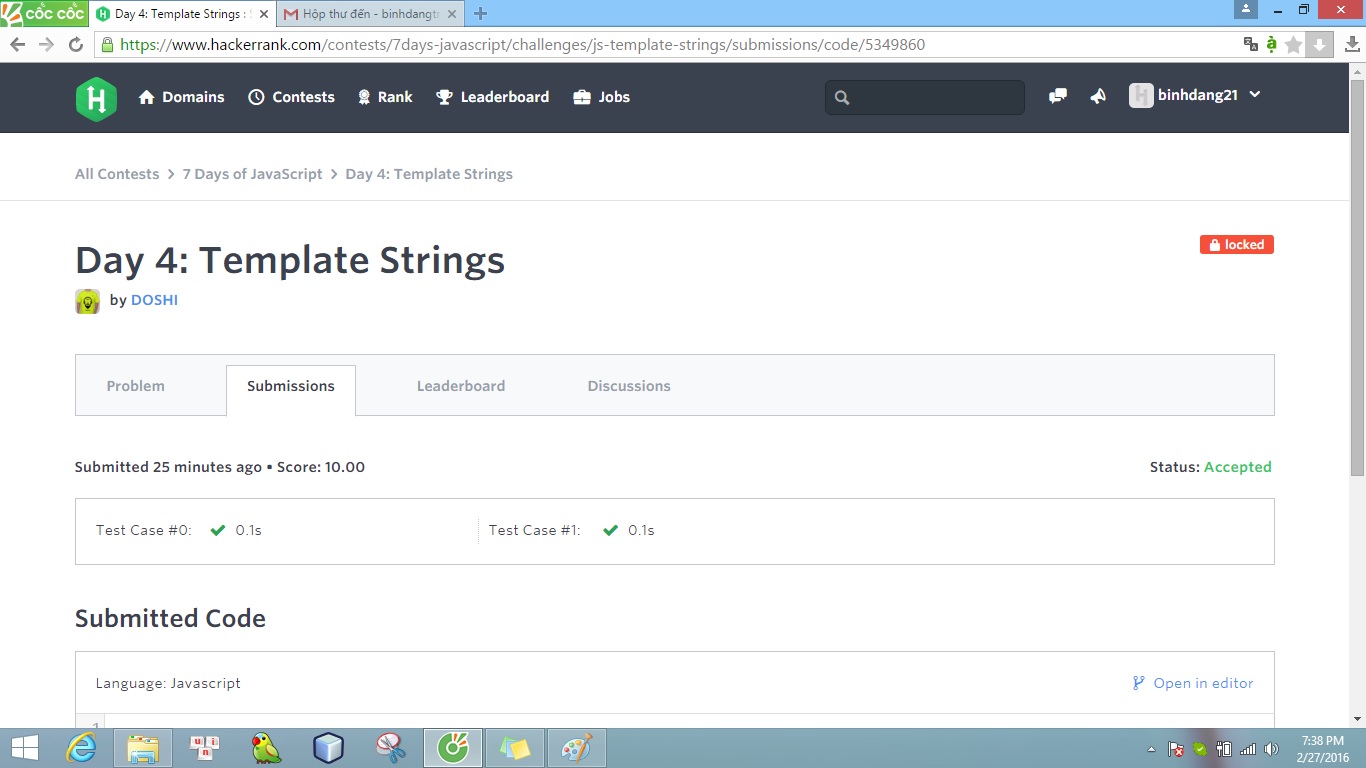 cốc cốc
Day 4: Template Strings : S
Hộp thư đến - binhdangtr
https://www.hackerrank.com/contests/7days-javascript/challenges/js-template-strings/submissions/code/5349860
H Domains Contests Rank Leaderboard Jobs binhdang21
All Contests > 7 Days of JavaScript > Day 4: Template Strings
Day 4: Template Strings
locked
by DOSHI
Problem Submissions Leaderboard Discussions
Submitted 25 minutes ago • Score: 10.00 Status: Accepted
Test Case #0: 0.1s Test Case #1: 0.1s
Submitted Code
Language: Javascript Open in editor
1
7:38 PM
2/27/2016